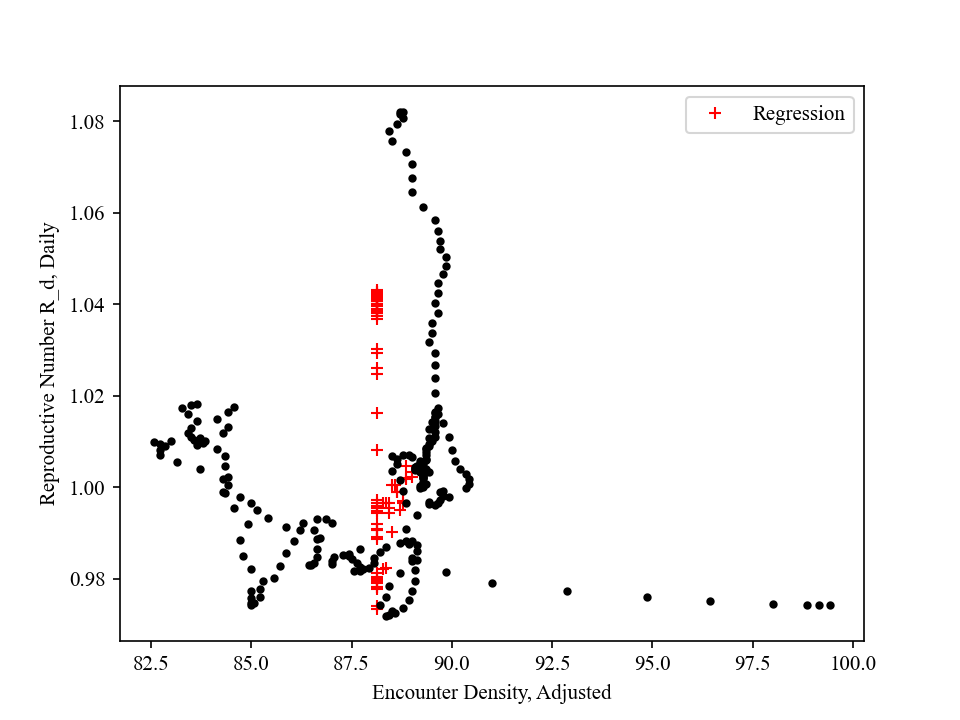 Regression
1.08
1.06
1.04
1.02
1.00
0.98
Reproductive Number R_d, Daily
82.5 85.0 87.5 90.0 92.5 95.0 97.5 100.0
Encounter Density, Adjusted